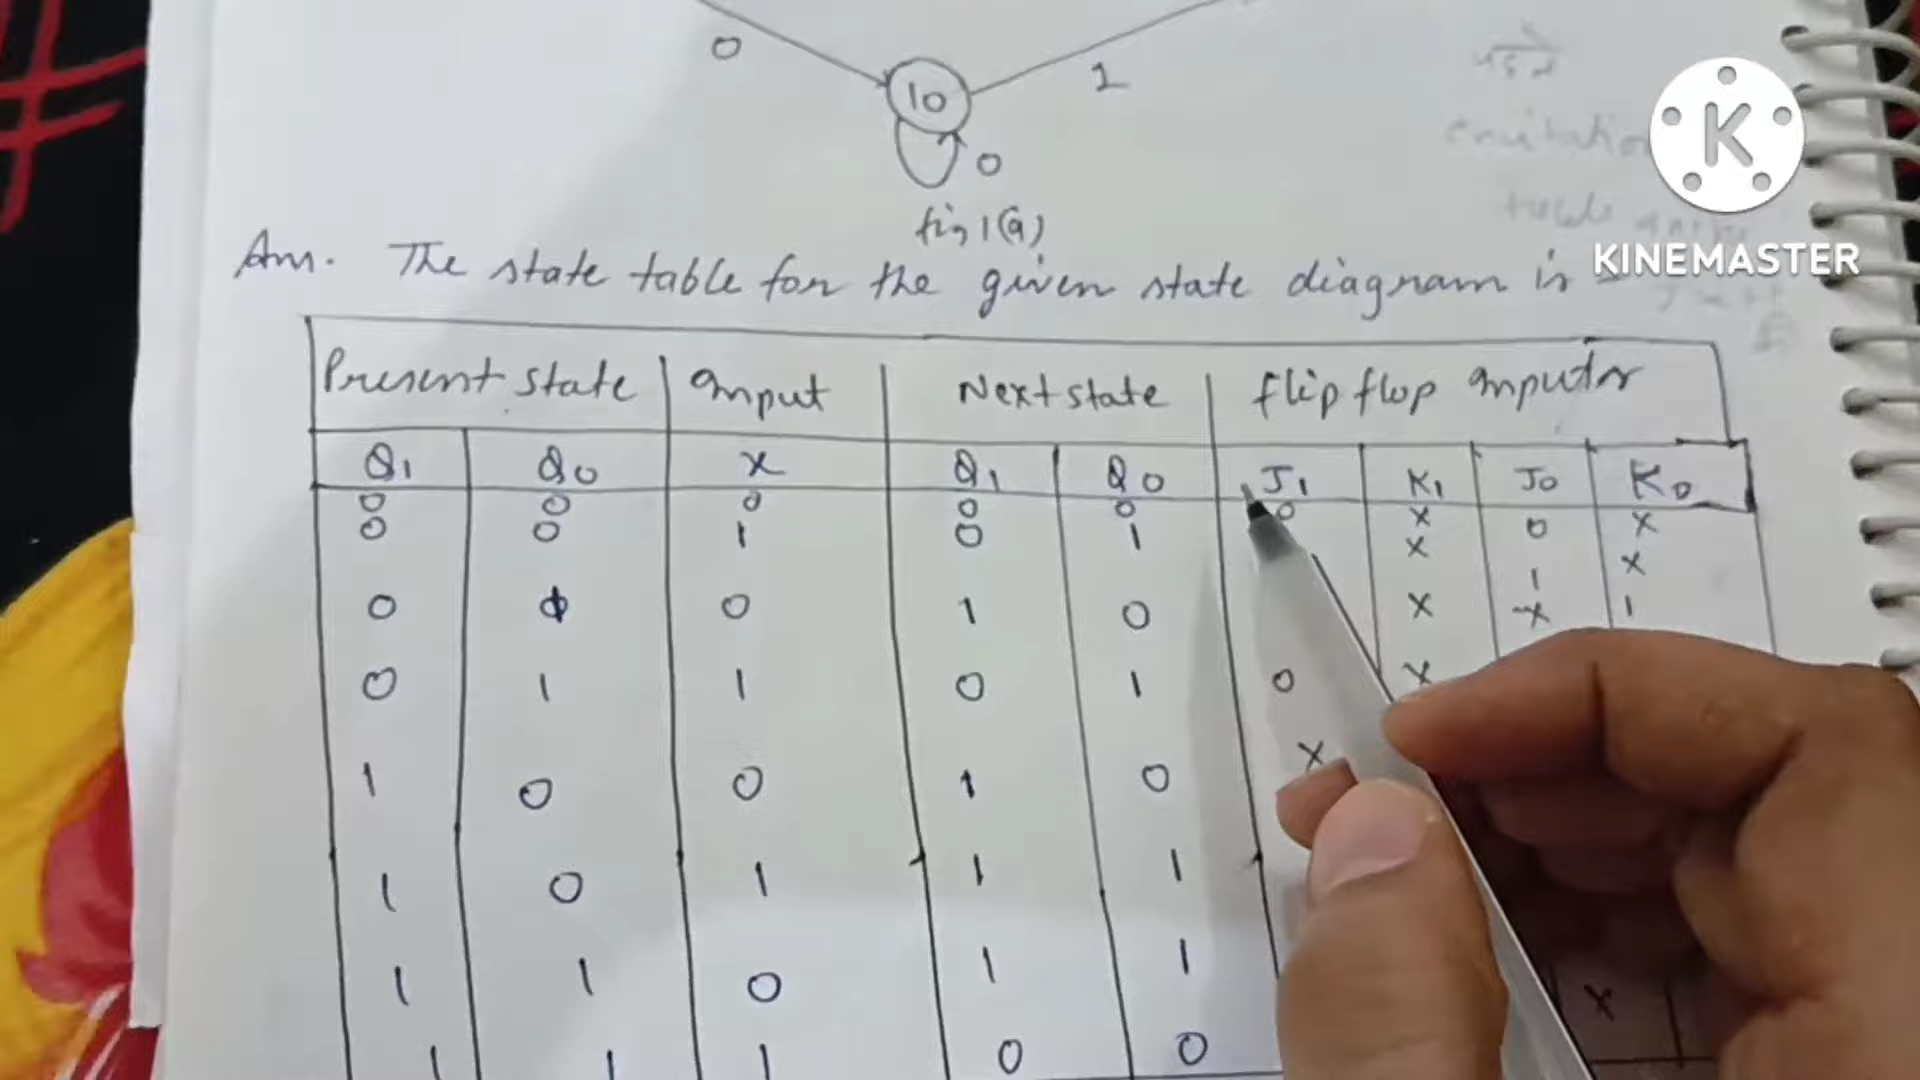 0
10
1
0
fig 1(a)
K
KINEMASTER
Ans. The state table for the given state diagram is
Present state Input Next state flip flop inputs
Q1 Q0 x Q1 Q0 J1 K1 J0 K0
0 0 0 0 0 0 x 0 x
0 0 1 0 1 x 1 x
0 1 0 1 0 x x 1
0 1 1 0 1 0 x
1 0 0 1 0 x
1 0 1 1 1
1 1 0 1 1 x
1 1 1 0 0